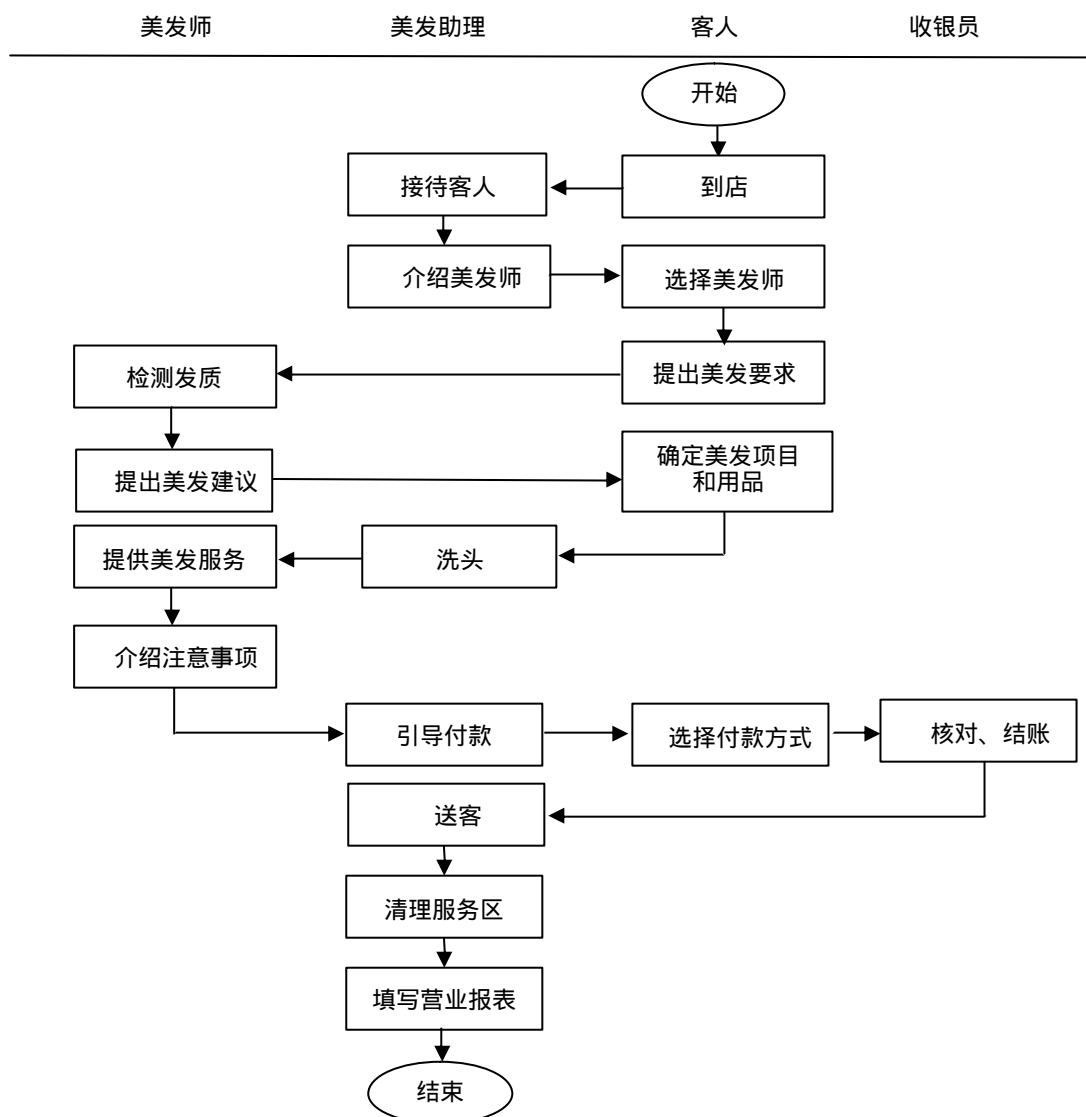 美发师 美发助理 客人 收银员
开始
接待客人 到店
介绍美发师 选择美发师
检测发质 提出美发要求
提出美发建议 确定美发项目
和用品
提供美发服务 洗头
介绍注意事项
引导付款 选择付款方式 核对、结账
送客
清理服务区
填写营业报表
结束